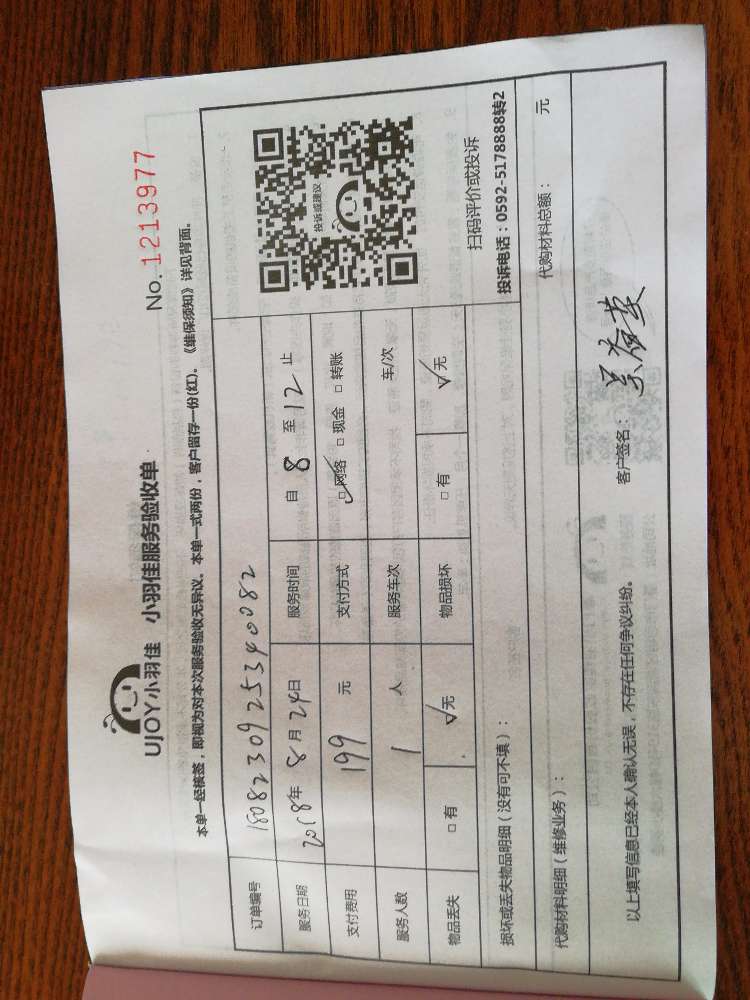 UJOY小羽佳 小羽佳服务验收单 No.1213977
本单一经核签，即视为对本次服务验收无异议。本单一式两份，客户留存一份(红)。《维保须知》详见背面。
订单编号 1808230925340082
服务日期 2018年8月24日 服务时间 自 8 至 12 止
支付费用 199 元 支付方式 ☑网络 □现金 □转账
服务人数 1 人 服务车次 车/次
物品丢失 □有 ☑无 物品损坏 □有 ☑无
投诉或建议
扫码评价或投诉
投诉电话：0592-5178888转2
损坏或丢失物品明细（没有可不填）：
代购材料明细（维修业务）： 代购材料总额： 元
以上填写信息已经本人确认无误，不存在任何争议纠纷。 客户签名：